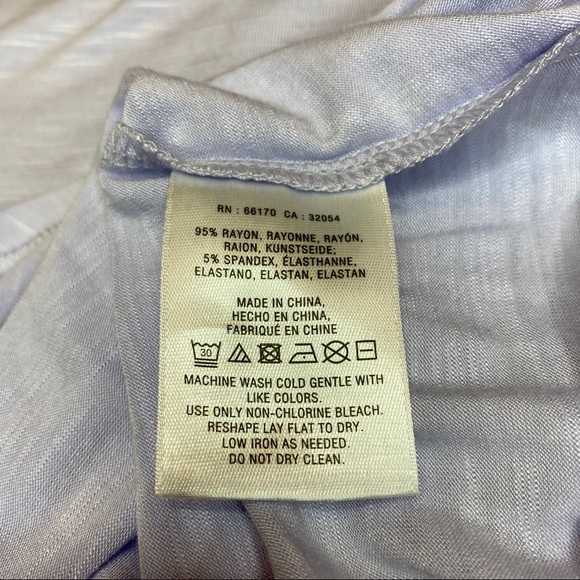 RN : 66170 CA : 32054
95% RAYON, RAYONNE, RAYÓN,
RAION, KUNSTSEIDE;
5% SPANDEX, ÉLASTHANNE,
ELASTANO, ELASTAN, ELASTAN
MADE IN CHINA,
HECHO EN CHINA,
FABRIQUÉ EN CHINE
30
MACHINE WASH COLD GENTLE WITH
LIKE COLORS.
USE ONLY NON-CHLORINE BLEACH.
RESHAPE LAY FLAT TO DRY.
LOW IRON AS NEEDED.
DO NOT DRY CLEAN.